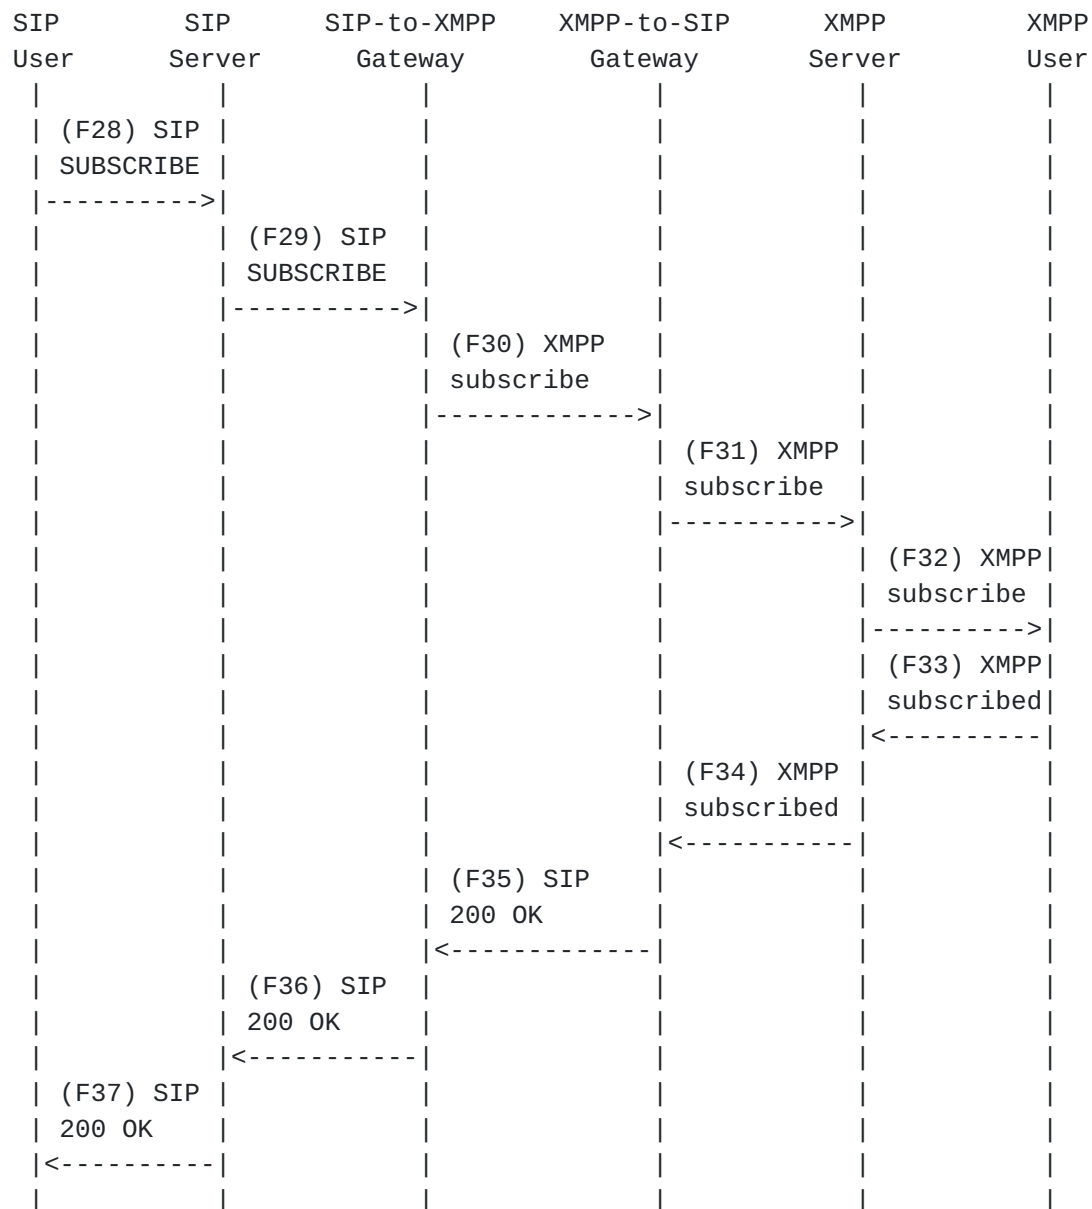 SIP SIP SIP-to-XMPP XMPP-to-SIP XMPP XMPP
User Server Gateway Gateway Server User
(F28) SIP
SUBSCRIBE
(F29) SIP
SUBSCRIBE
(F30) XMPP
subscribe
(F31) XMPP
subscribe
(F32) XMPP
subscribe
(F33) XMPP
subscribed
(F34) XMPP
subscribed
(F35) SIP
200 OK
(F36) SIP
200 OK
(F37) SIP
200 OK